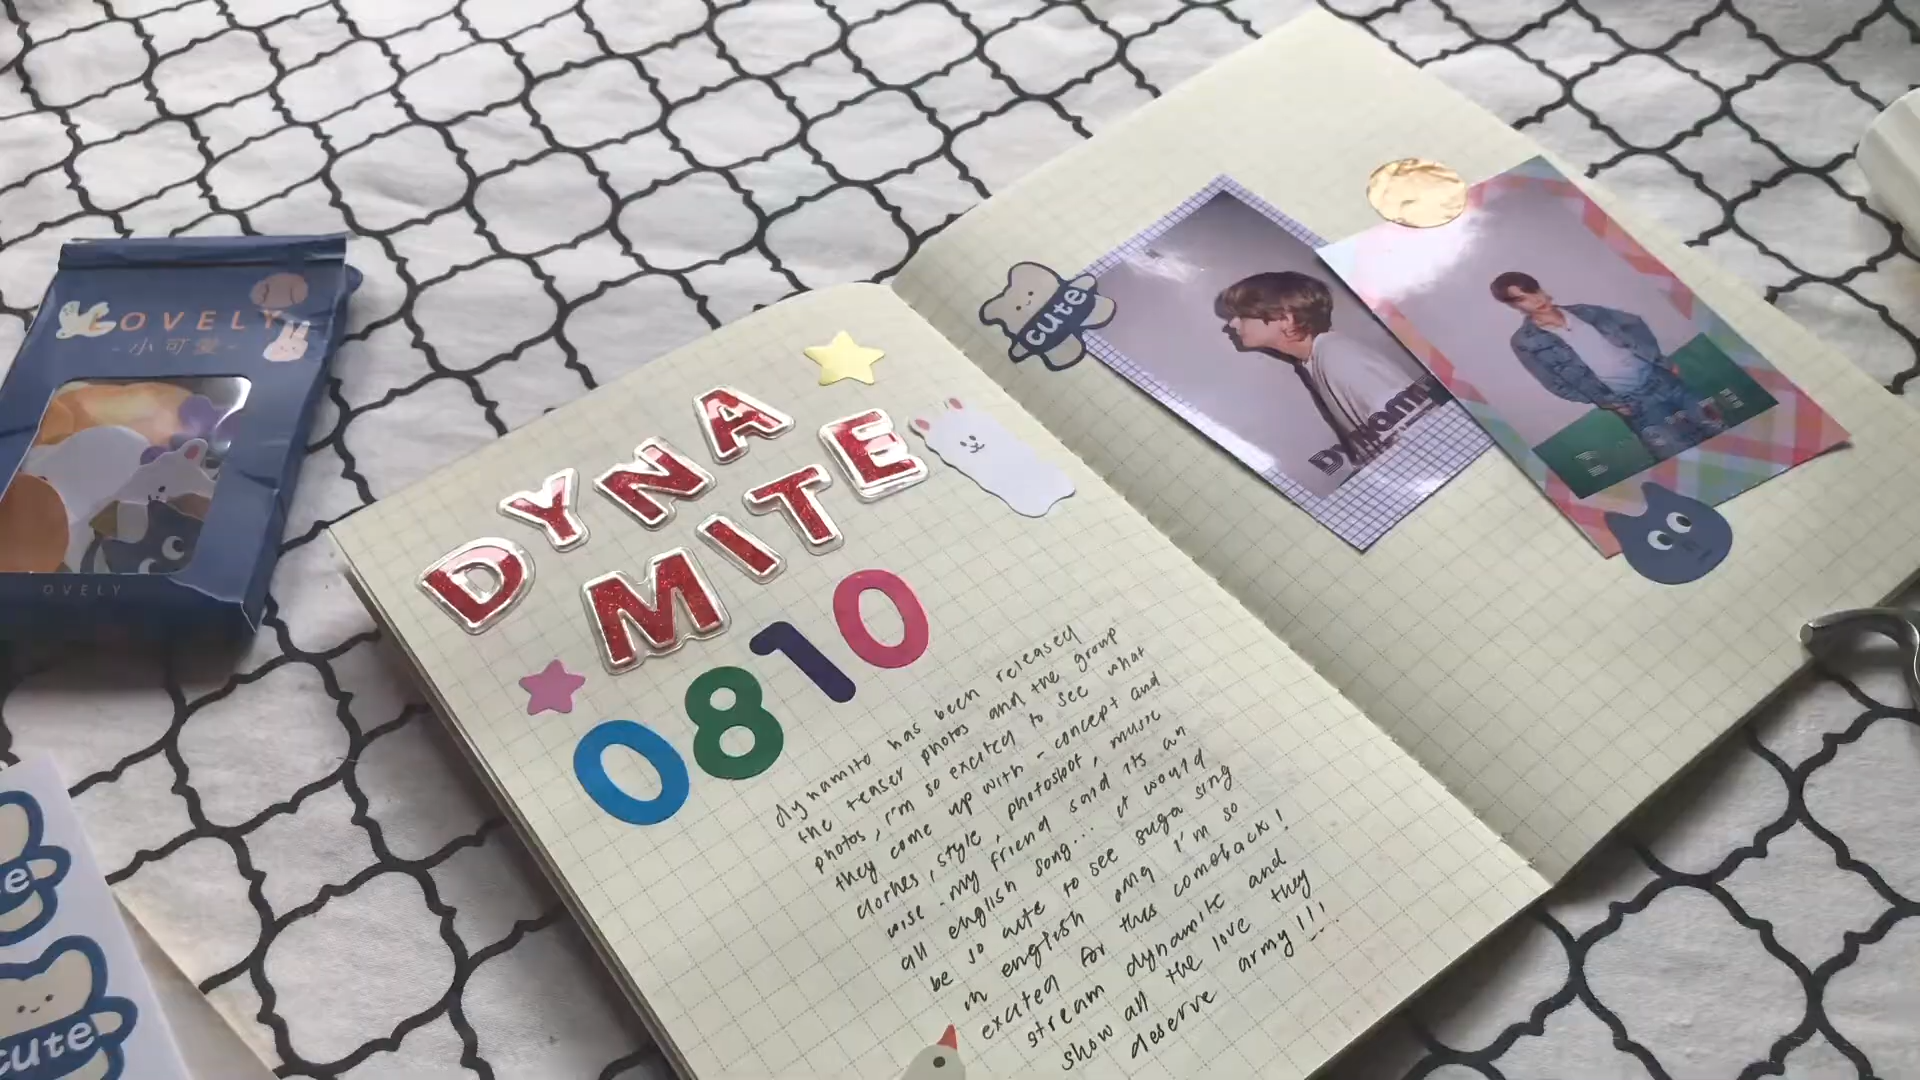 LOVELY
-小可爱-
OVELY
DYNA
MITE
0810
dynamite has been released
the teaser photos and the group
photos, i'm so excited to see what
they come up with - concept and
clothes, style, photoshoot, music
wise - my friend said its an
all english song... it would
be so cute to see suga sing
in english omg i'm so
excited for this comeback!
stream dynamite and
show all the love they
deserve army!!!
cute
DYNAMITE
cute